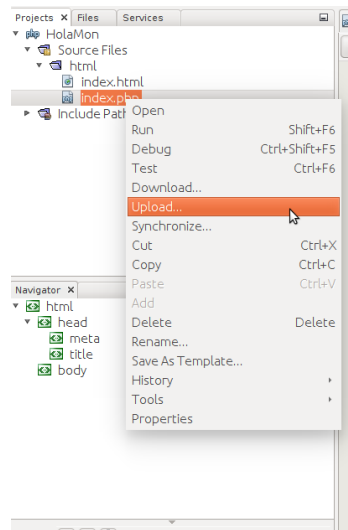 Projects × Files Services
HolaMon
Source Files
html
index.html
index.php
Include Path
Open
Run Shift+F6
Debug Ctrl+Shift+F5
Test Ctrl+F6
Download...
Upload...
Synchronize...
Cut Ctrl+X
Copy Ctrl+C
Paste Ctrl+V
Add
Delete Delete
Rename...
Save As Template...
History
Tools
Properties
Navigator ×
html
head
meta
title
body